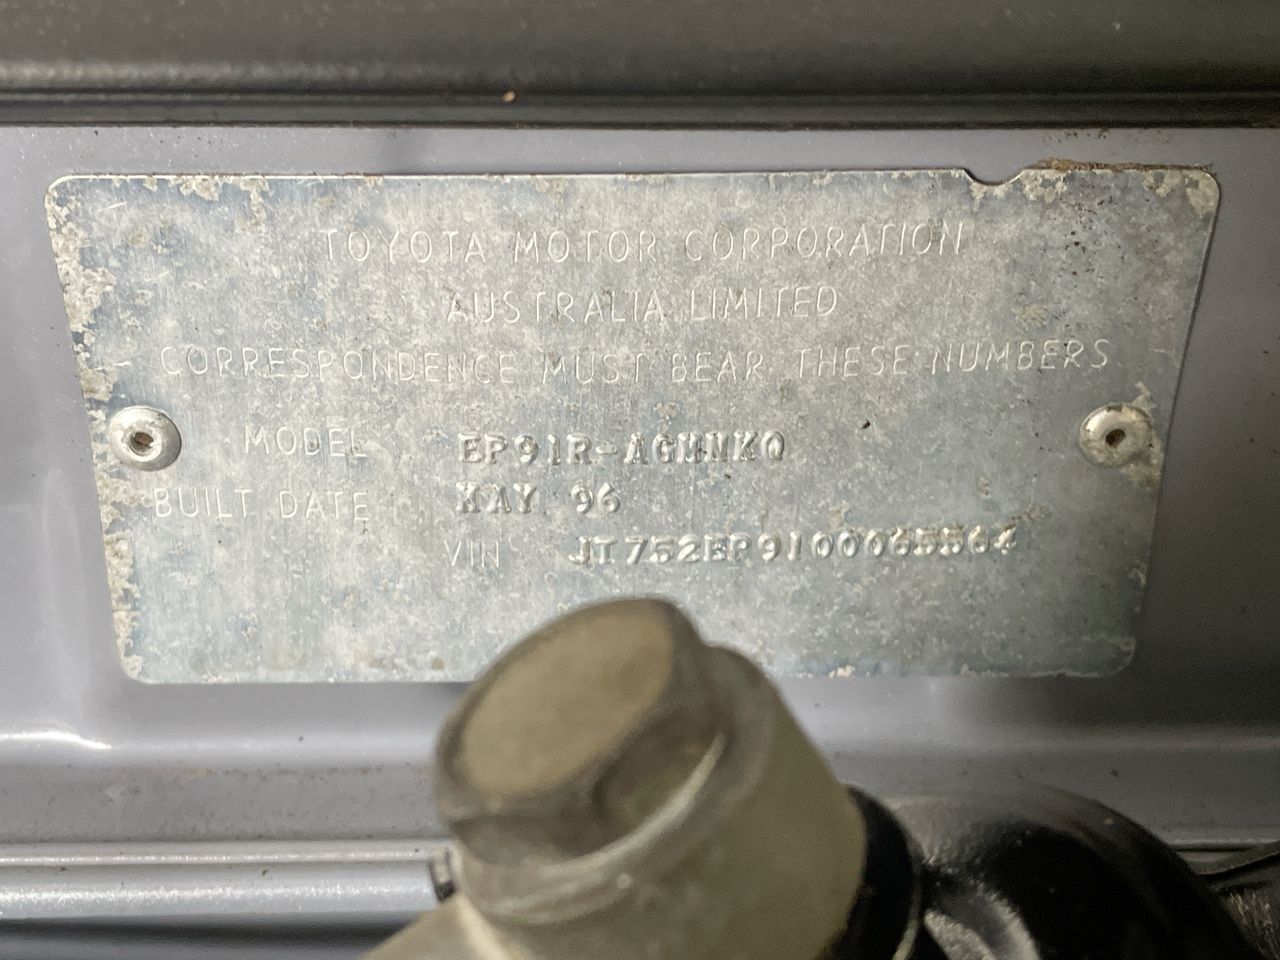 TOYOTA MOTOR CORPORATION
AUSTRALIA LIMITED
CORRESPONDENCE MUST BEAR THESE NUMBERS
MODEL EP91R-AGMNKQ
BUILT DATE MAY 96
VIN JT752EP9100065564